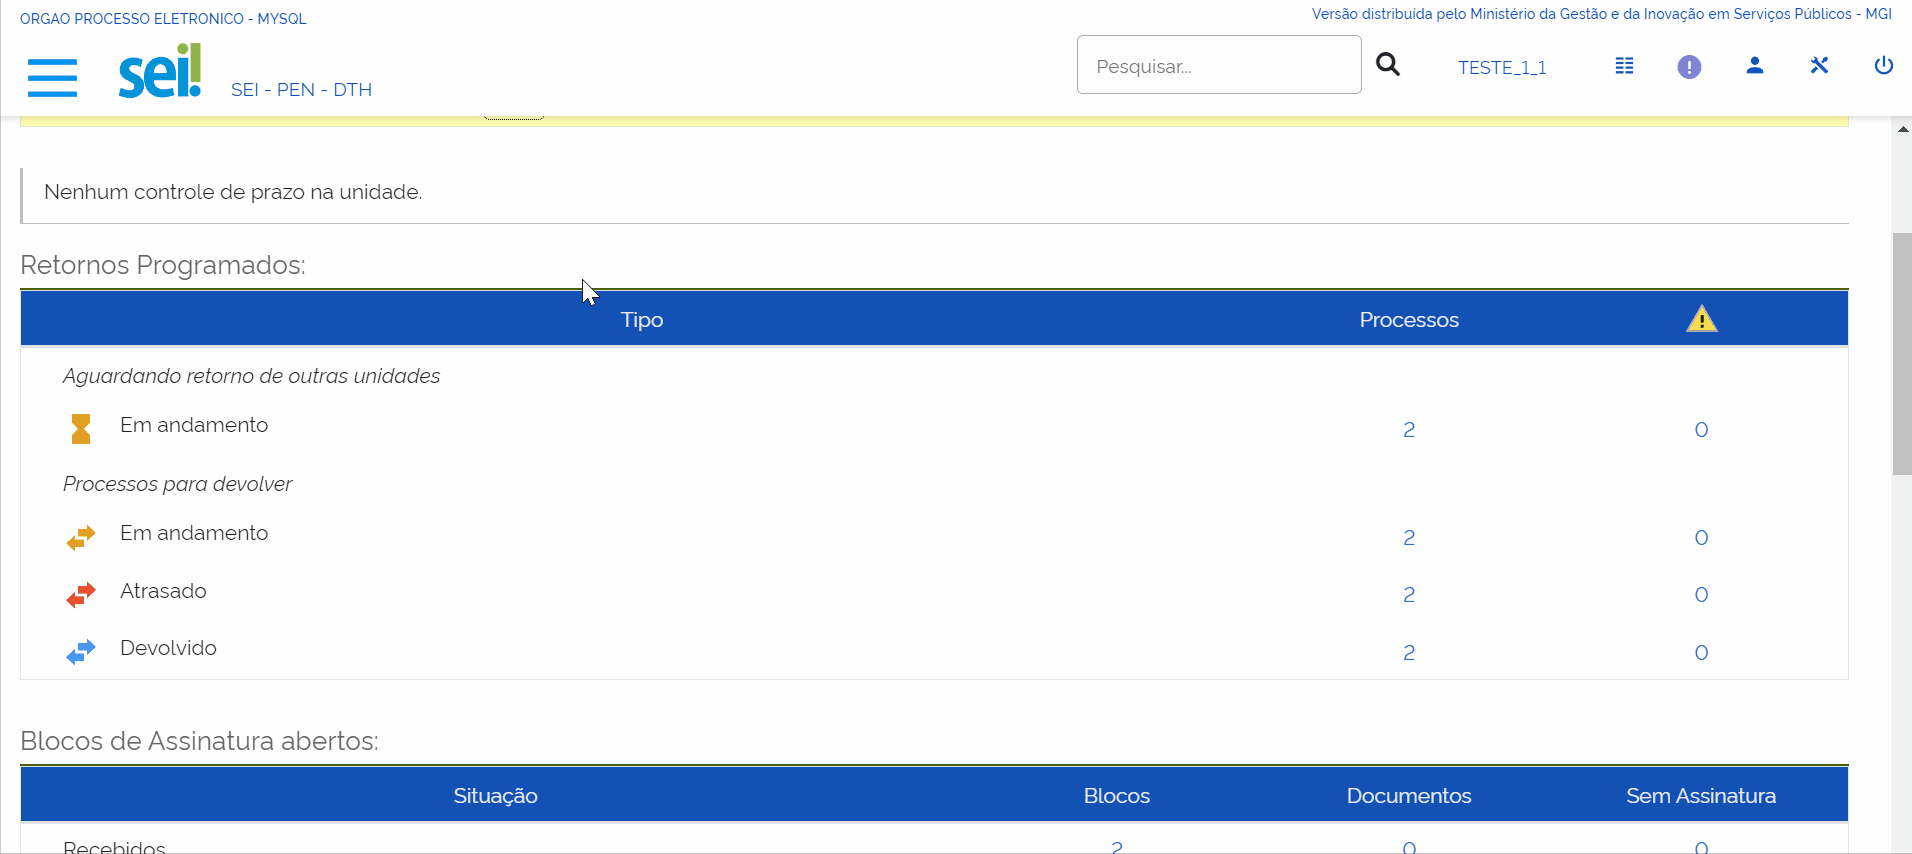 ORGAO PROCESSO ELETRONICO - MYSQL
Versão distribuída pelo Ministério da Gestão e da Inovação em Serviços Públicos - MGI
sei!
SEI - PEN - DTH
Pesquisar...
TESTE_1_1
Nenhum controle de prazo na unidade.
Retornos Programados:
Tipo Processos
Aguardando retorno de outras unidades
Em andamento 2 0
Processos para devolver
Em andamento 2 0
Atrasado 2 0
Devolvido 2 0
Blocos de Assinatura abertos:
Situação Blocos Documentos Sem Assinatura
Recebidos 2 0 0